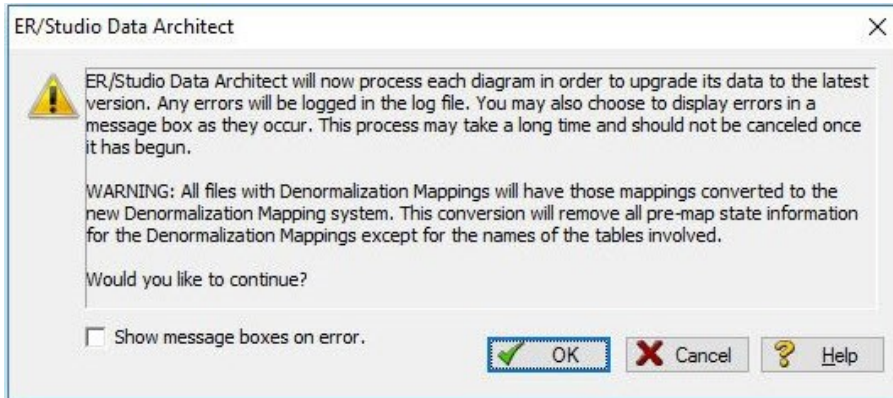 ER/Studio Data Architect
ER/Studio Data Architect will now process each diagram in order to upgrade its data to the latest
version. Any errors will be logged in the log file. You may also choose to display errors in a
message box as they occur. This process may take a long time and should not be canceled once
it has begun.
WARNING: All files with Denormalization Mappings will have those mappings converted to the
new Denormalization Mapping system. This conversion will remove all pre-map state information
for the Denormalization Mappings except for the names of the tables involved.
Would you like to continue?
Show message boxes on error.
OK Cancel Help